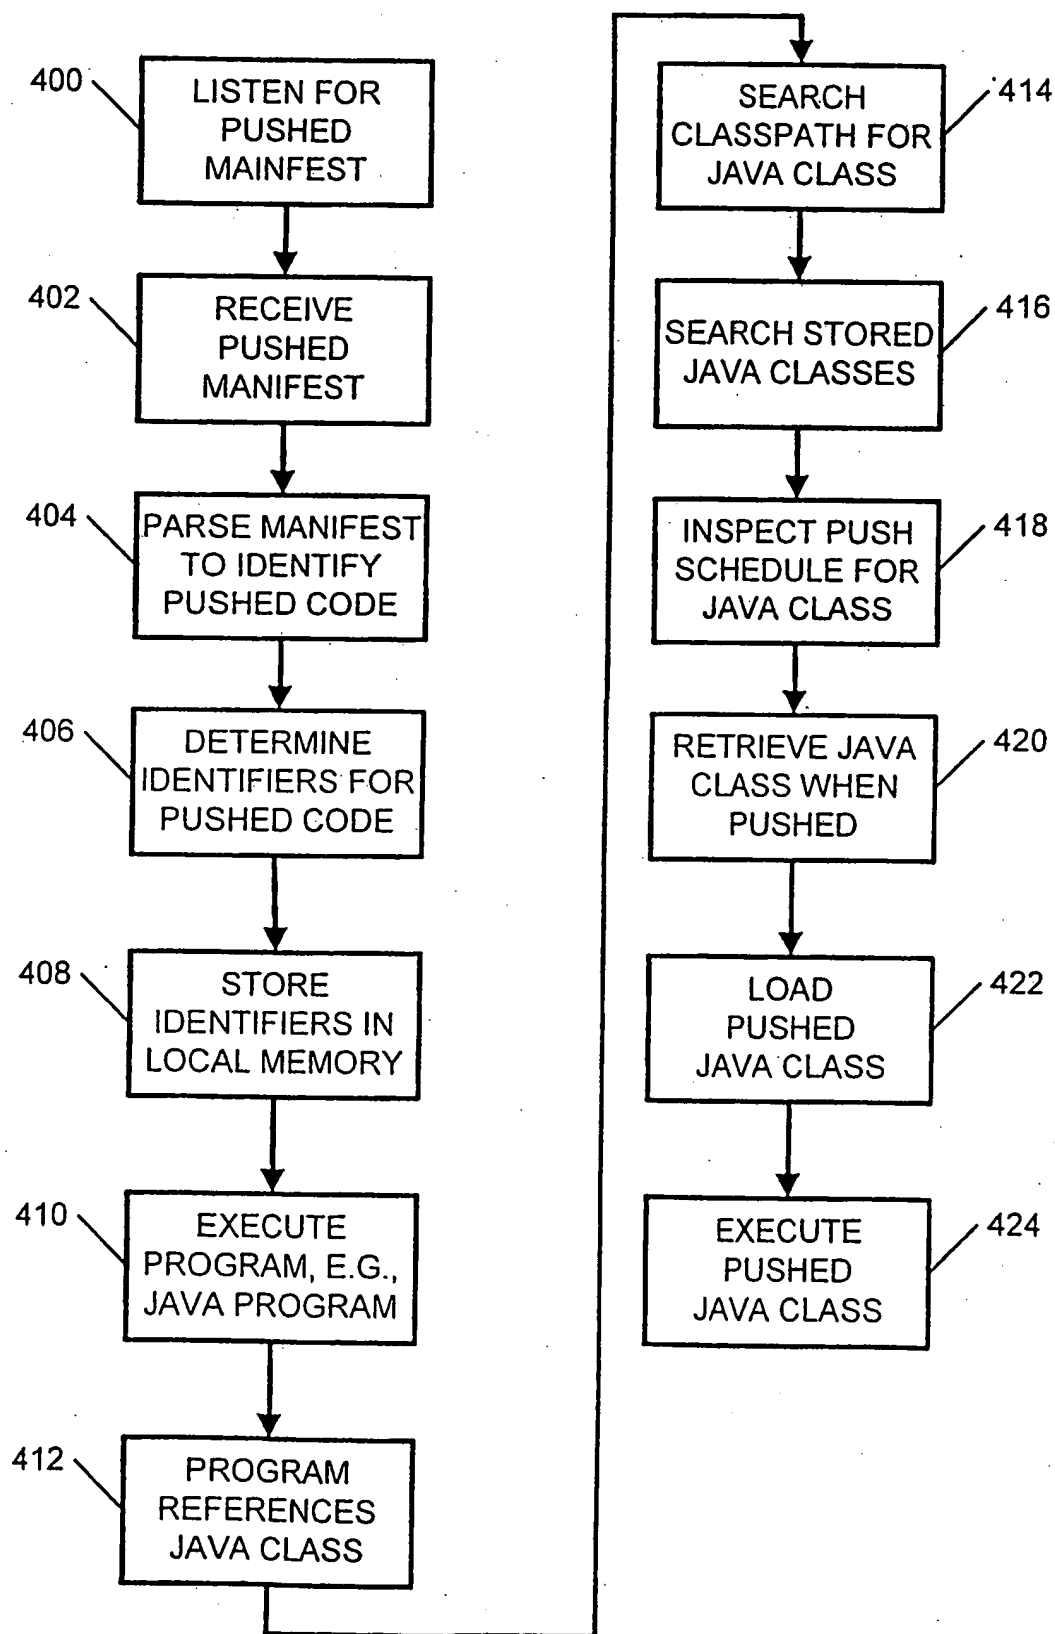 400
LISTEN FOR
PUSHED
MAINFEST
402
RECEIVE
PUSHED
MANIFEST
404
PARSE MANIFEST
TO IDENTIFY
PUSHED CODE
406
DETERMINE
IDENTIFIERS FOR
PUSHED CODE
408
STORE
IDENTIFIERS IN
LOCAL MEMORY
410
EXECUTE
PROGRAM, E.G.,
JAVA PROGRAM
412
PROGRAM
REFERENCES
JAVA CLASS
414
SEARCH
CLASSPATH FOR
JAVA CLASS
416
SEARCH STORED
JAVA CLASSES
418
INSPECT PUSH
SCHEDULE FOR
JAVA CLASS
420
RETRIEVE JAVA
CLASS WHEN
PUSHED
422
LOAD
PUSHED
JAVA CLASS
424
EXECUTE
PUSHED
JAVA CLASS